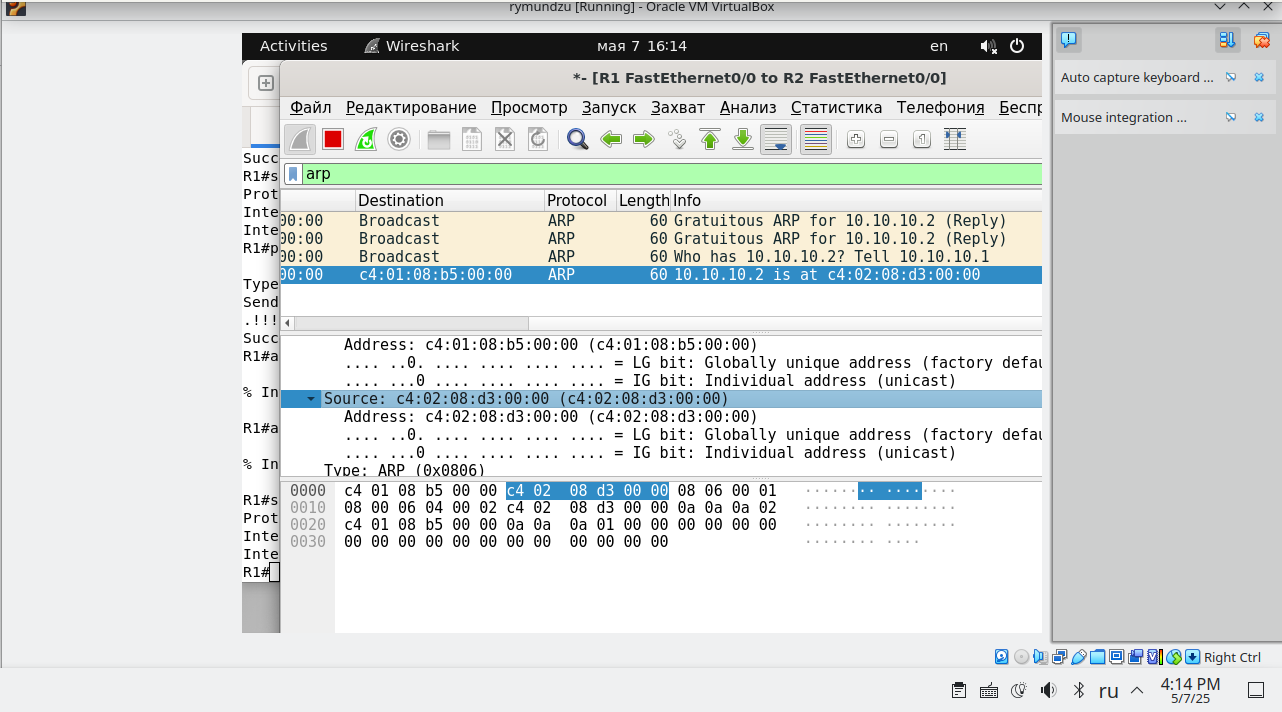 rymundzu [Running] - Oracle VM VirtualBox
Activities Wireshark мая 7 16:14 en
*- [R1 FastEthernet0/0 to R2 FastEthernet0/0]
Файл Редактирование Просмотр Запуск Захват Анализ Статистика Телефония Беспр
arp
Destination Protocol Length Info
00:00 Broadcast ARP 60 Gratuitous ARP for 10.10.10.2 (Reply)
00:00 Broadcast ARP 60 Gratuitous ARP for 10.10.10.2 (Reply)
00:00 Broadcast ARP 60 Who has 10.10.10.2? Tell 10.10.10.1
00:00 c4:01:08:b5:00:00 ARP 60 10.10.10.2 is at c4:02:08:d3:00:00
Address: c4:01:08:b5:00:00 (c4:01:08:b5:00:00)
.... ..0. .... .... .... .... = LG bit: Globally unique address (factory defau
.... ...0 .... .... .... .... = IG bit: Individual address (unicast)
Source: c4:02:08:d3:00:00 (c4:02:08:d3:00:00)
Address: c4:02:08:d3:00:00 (c4:02:08:d3:00:00)
.... ..0. .... .... .... .... = LG bit: Globally unique address (factory defau
.... ...0 .... .... .... .... = IG bit: Individual address (unicast)
Type: ARP (0x0806)
0000 c4 01 08 b5 00 00 c4 02 08 d3 00 00 08 06 00 01 ········ ········
0010 08 00 06 04 00 02 c4 02 08 d3 00 00 0a 0a 0a 02 ········ ········
0020 c4 01 08 b5 00 00 0a 0a 0a 01 00 00 00 00 00 00 ········ ········
0030 00 00 00 00 00 00 00 00 00 00 00 00 ········ ····
Succ
R1#s
Prot
Inte
Inte
R1#p
Type
Send
.!!!
Succ
R1#a
% In
R1#a
% In
R1#s
Prot
Inte
Inte
R1#
Auto capture keyboard ...
Mouse integration ...
Right Ctrl
ru 4:14 PM
5/7/25